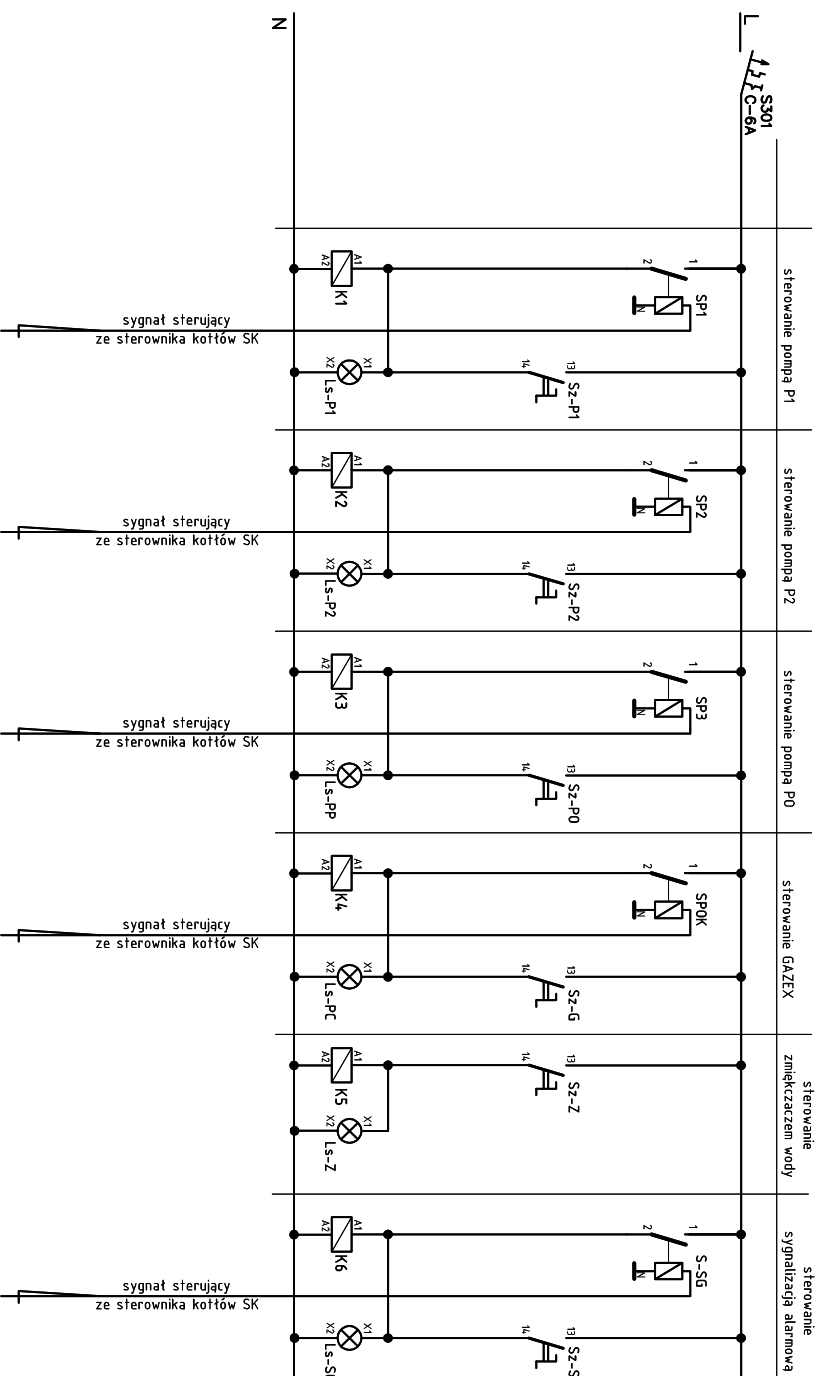 N
L
S301
C-6A
sterowanie pompą P1
1
2
SP1
N
A1
A2
K1
sygnał sterujący
ze sterownika kotłów SK
13
14
Sz-P1
X1
X2
Ls-P1
sterowanie pompą P2
1
2
SP2
N
A1
A2
K2
sygnał sterujący
ze sterownika kotłów SK
13
14
Sz-P2
X1
X2
Ls-P2
sterowanie pompą PO
1
2
SP3
N
A1
A2
K3
sygnał sterujący
ze sterownika kotłów SK
13
14
Sz-PO
X1
X2
Ls-PP
sterowanie GAZEX
1
2
SPOK
N
A1
A2
K4
sygnał sterujący
ze sterownika kotłów SK
13
14
Sz-G
X1
X2
Ls-PC
sterowanie
zmiękczaczem wody
13
14
Sz-Z
A1
A2
K5
X1
X2
Ls-Z
sterowanie
sygnalizacją alarmową
1
2
S-SG
N
A1
A2
K6
sygnał sterujący
ze sterownika kotłów SK
13
14
X1
X2